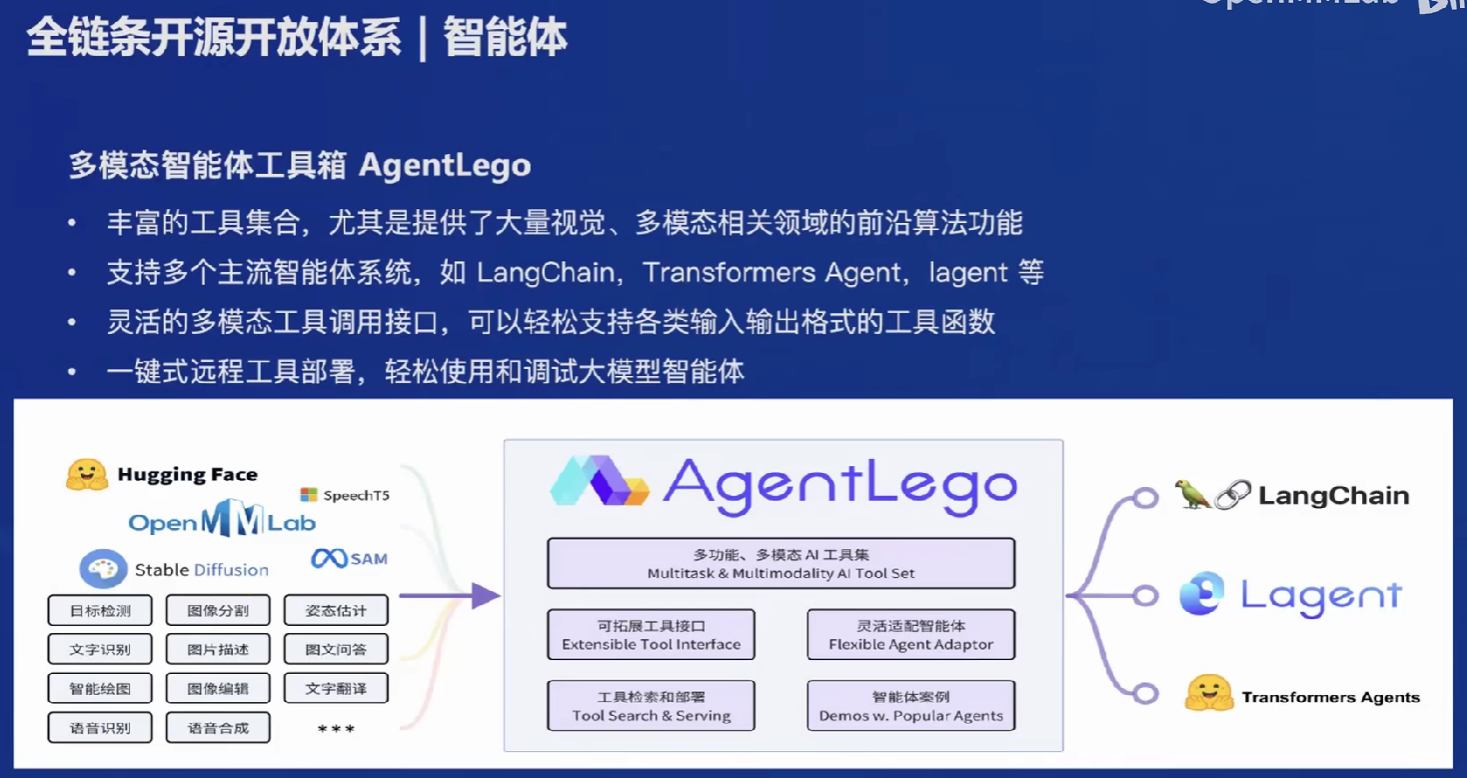 OpenMMLab
全链条开源开放体系 | 智能体
多模态智能体工具箱 AgentLego
• 丰富的工具集合，尤其是提供了大量视觉、多模态相关领域的前沿算法功能
• 支持多个主流智能体系统，如 LangChain，Transformers Agent，lagent 等
• 灵活的多模态工具调用接口，可以轻松支持各类输入输出格式的工具函数
• 一键式远程工具部署，轻松使用和调试大模型智能体
Hugging Face
SpeechT5
OpenMMLab
Stable Diffusion
SAM
目标检测 图像分割 姿态估计
文字识别 图片描述 图文问答
智能绘图 图像编辑 文字翻译
语音识别 语音合成 ***
AgentLego
多功能、多模态 AI 工具集
Multitask & Multimodality AI Tool Set
可拓展工具接口
Extensible Tool Interface
灵活适配智能体
Flexible Agent Adaptor
工具检索和部署
Tool Search & Serving
智能体案例
Demos w. Popular Agents
LangChain
Lagent
Transformers Agents